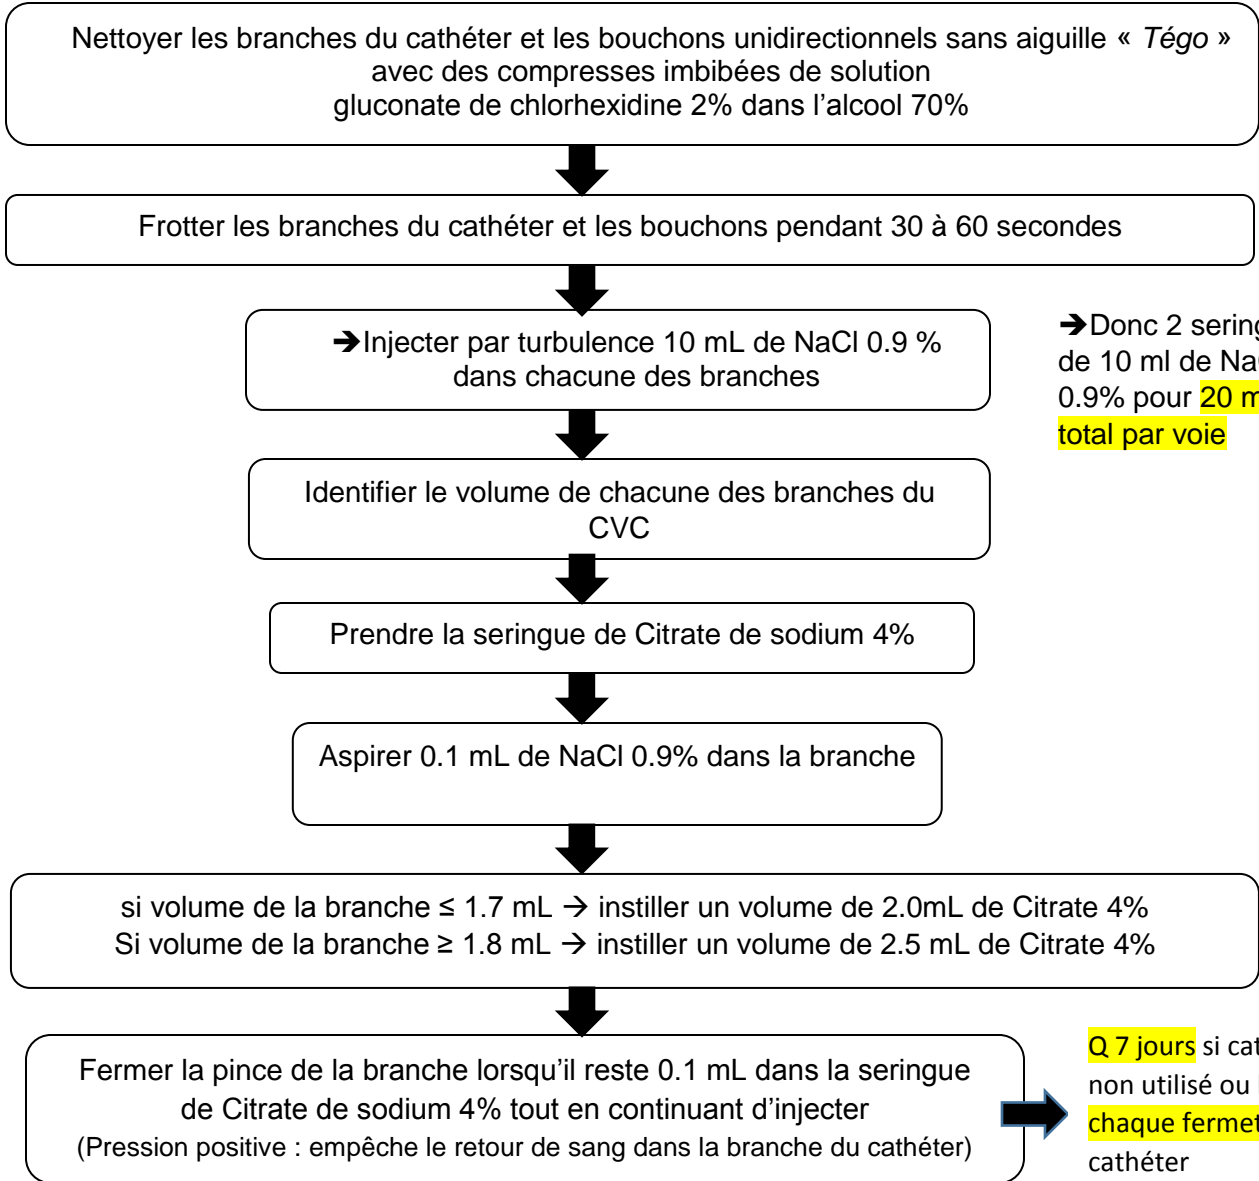 Nettoyer les branches du cathéter et les bouchons unidirectionnels sans aiguille « Tégo »
avec des compresses imbibées de solution
gluconate de chlorhexidine 2% dans l’alcool 70%
Frotter les branches du cathéter et les bouchons pendant 30 à 60 secondes
➔Injecter par turbulence 10 mL de NaCl 0.9 %
dans chacune des branches
➔Donc 2
de 10 ml de
0.9% pour 20
total par voie
Identifier le volume de chacune des branches du
CVC
Prendre la seringue de Citrate de sodium 4%
Aspirer 0.1 mL de NaCl 0.9% dans la branche
si volume de la branche ≤ 1.7 mL → instiller un volume de 2.0mL de Citrate 4%
Si volume de la branche ≥ 1.8 mL → instiller un volume de 2.5 mL de Citrate 4%
Fermer la pince de la branche lorsqu’il reste 0.1 mL dans la seringue
de Citrate de sodium 4% tout en continuant d’injecter
(Pression positive : empêche le retour de sang dans la branche du cathéter)
Q 7 jours si
non utilisé ou
chaque
cathéter